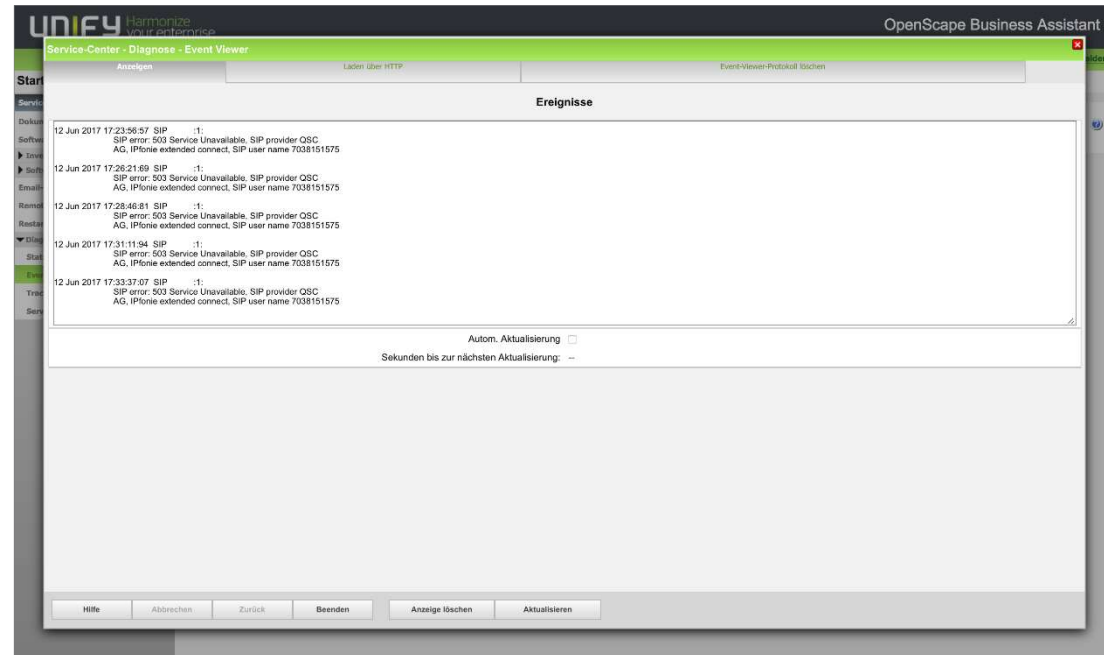 UNIFY Harmonize
your enterprise
OpenScape Business Assistant
Service-Center - Diagnose - Event Viewer
Anzeigen
Laden über HTTP
Event-Viewer-Protokoll löschen
Start
Ereignisse
12 Jun 2017 17:23:56:57 SIP :1:
SIP error: 503 Service Unavailable, SIP provider QSC
AG, IPfonie extended connect, SIP user name 7038151575
12 Jun 2017 17:26:21:69 SIP :1:
SIP error: 503 Service Unavailable, SIP provider QSC
AG, IPfonie extended connect, SIP user name 7038151575
12 Jun 2017 17:28:46:81 SIP :1:
SIP error: 503 Service Unavailable, SIP provider QSC
AG, IPfonie extended connect, SIP user name 7038151575
12 Jun 2017 17:31:11:94 SIP :1:
SIP error: 503 Service Unavailable, SIP provider QSC
AG, IPfonie extended connect, SIP user name 7038151575
12 Jun 2017 17:33:37:07 SIP :1:
SIP error: 503 Service Unavailable, SIP provider QSC
AG, IPfonie extended connect, SIP user name 7038151575
Autom. Aktualisierung
Sekunden bis zur nächsten Aktualisierung: --
Hilfe
Abbrechen
Zurück
Beenden
Anzeige löschen
Aktualisieren